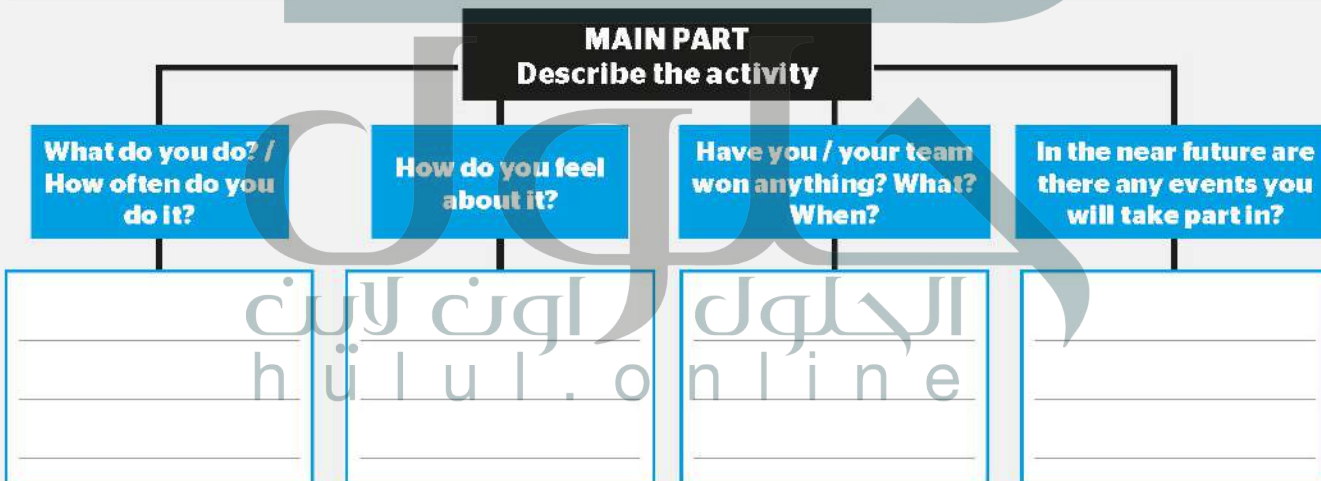 MAIN PART
Describe the activity
What do you do? /
How often do you
do it?
How do you feel
about it?
Have you / your team
won anything? What?
When?
In the near future are
there any events you
will take part in?
حلول
الحلول اون لاين
hülul.online